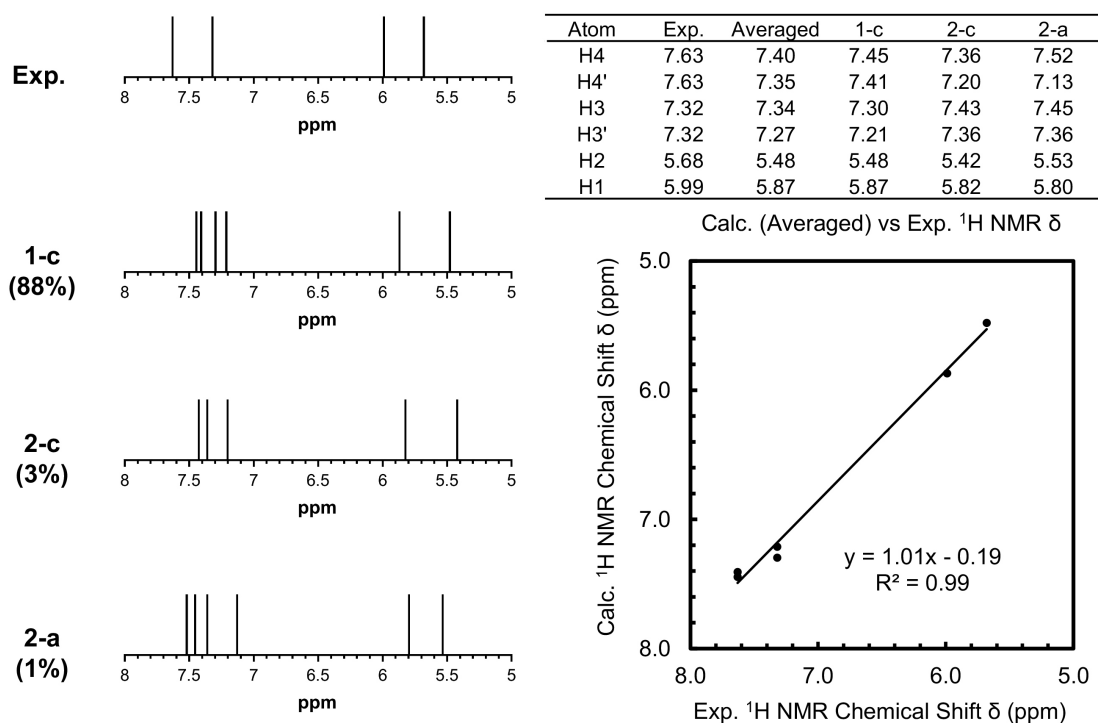 Exp.
8 7.5 7 6.5 6 5.5 5
ppm
1-c
(88%)
8 7.5 7 6.5 6 5.5 5
ppm
2-c
(3%)
8 7.5 7 6.5 6 5.5 5
ppm
2-a
(1%)
8 7.5 7 6.5 6 5.5 5
ppm
Atom Exp. Averaged 1-c 2-c 2-a
H4 7.63 7.40 7.45 7.36 7.52
H4' 7.63 7.35 7.41 7.20 7.13
H3 7.32 7.34 7.30 7.43 7.45
H3' 7.32 7.27 7.21 7.36 7.36
H2 5.68 5.48 5.48 5.42 5.53
H1 5.99 5.87 5.87 5.82 5.80
Calc. (Averaged) vs Exp. ¹H NMR δ
Calc. ¹H NMR Chemical Shift δ (ppm)
5.0
6.0
7.0
8.0
y = 1.01x - 0.19
R² = 0.99
8.0 7.0 6.0 5.0
Exp. ¹H NMR Chemical Shift δ (ppm)